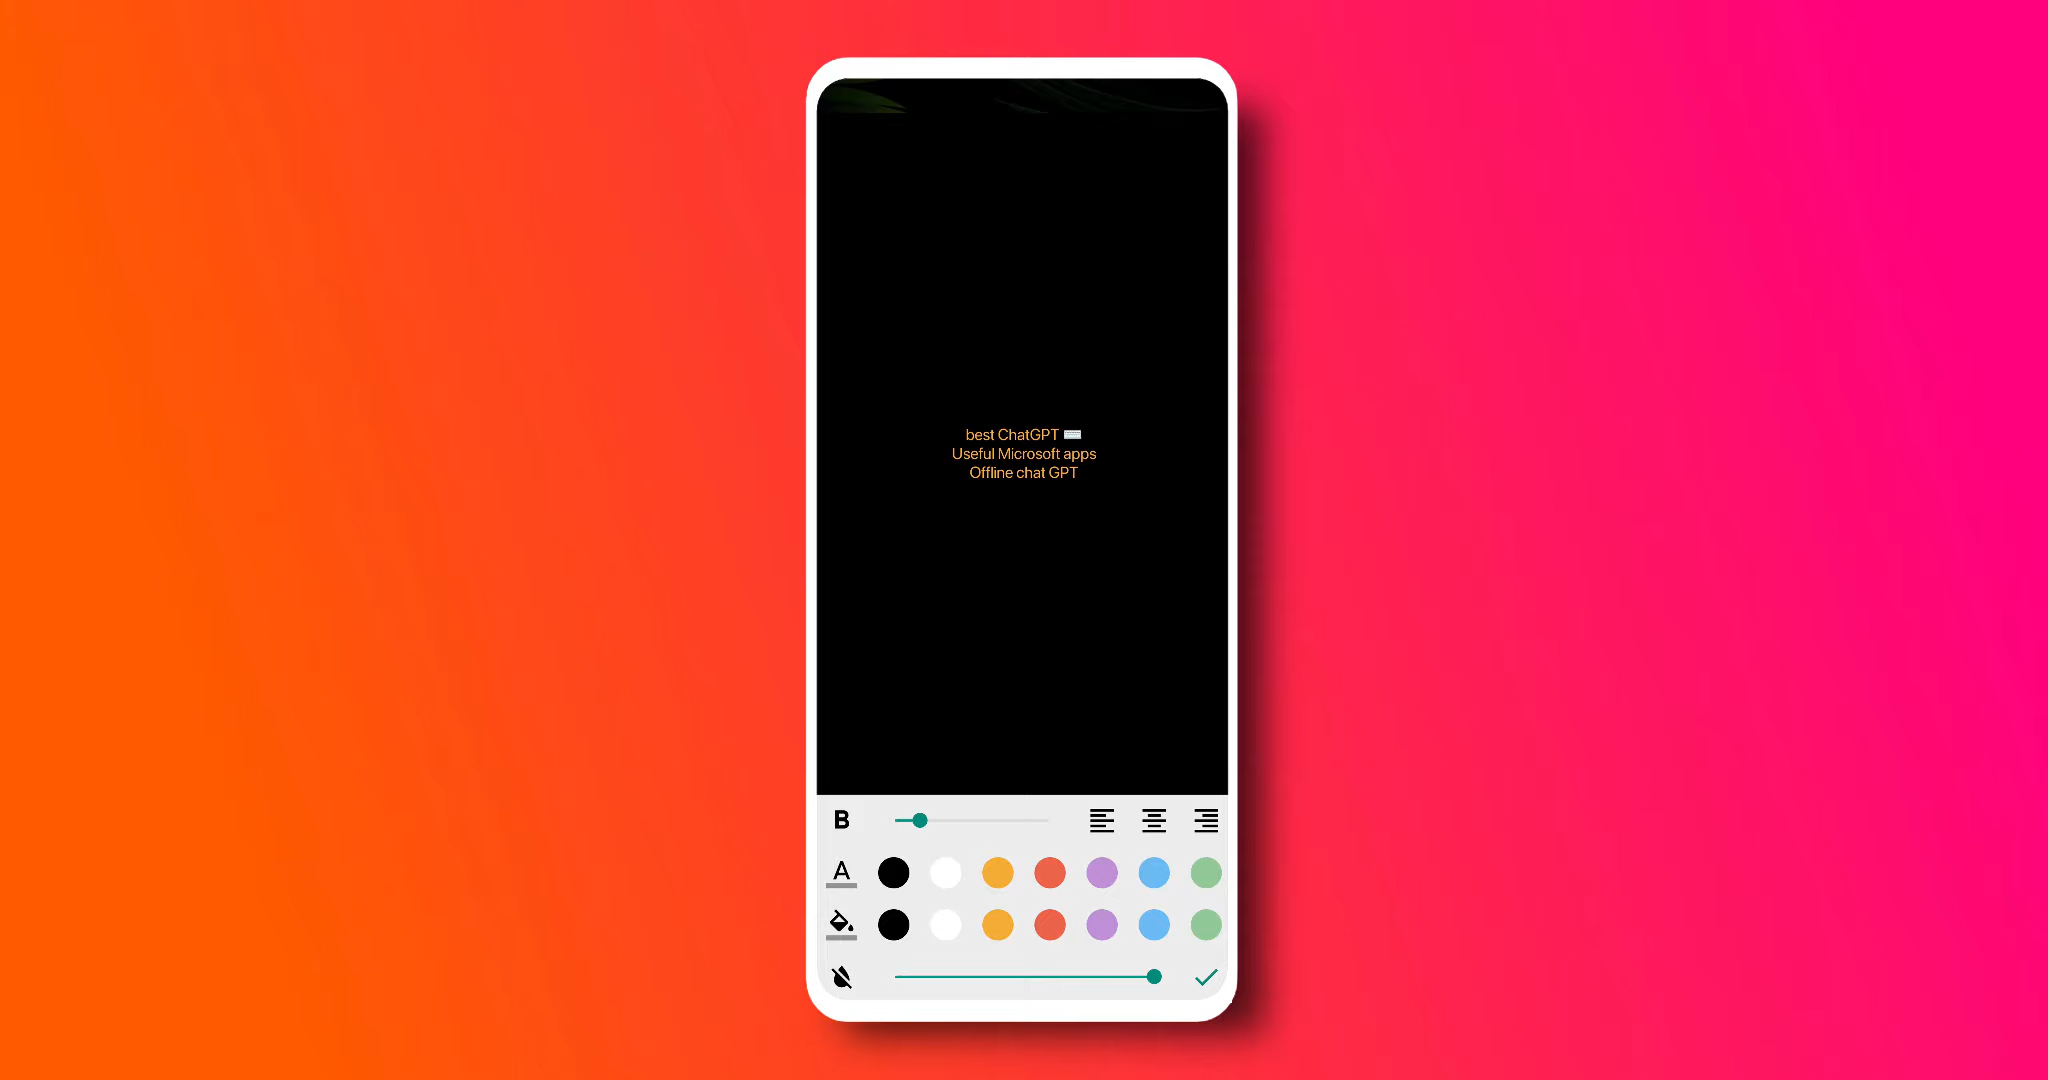 best ChatGPT ⌨️
Useful Microsoft apps
Offline chat GPT
B
A